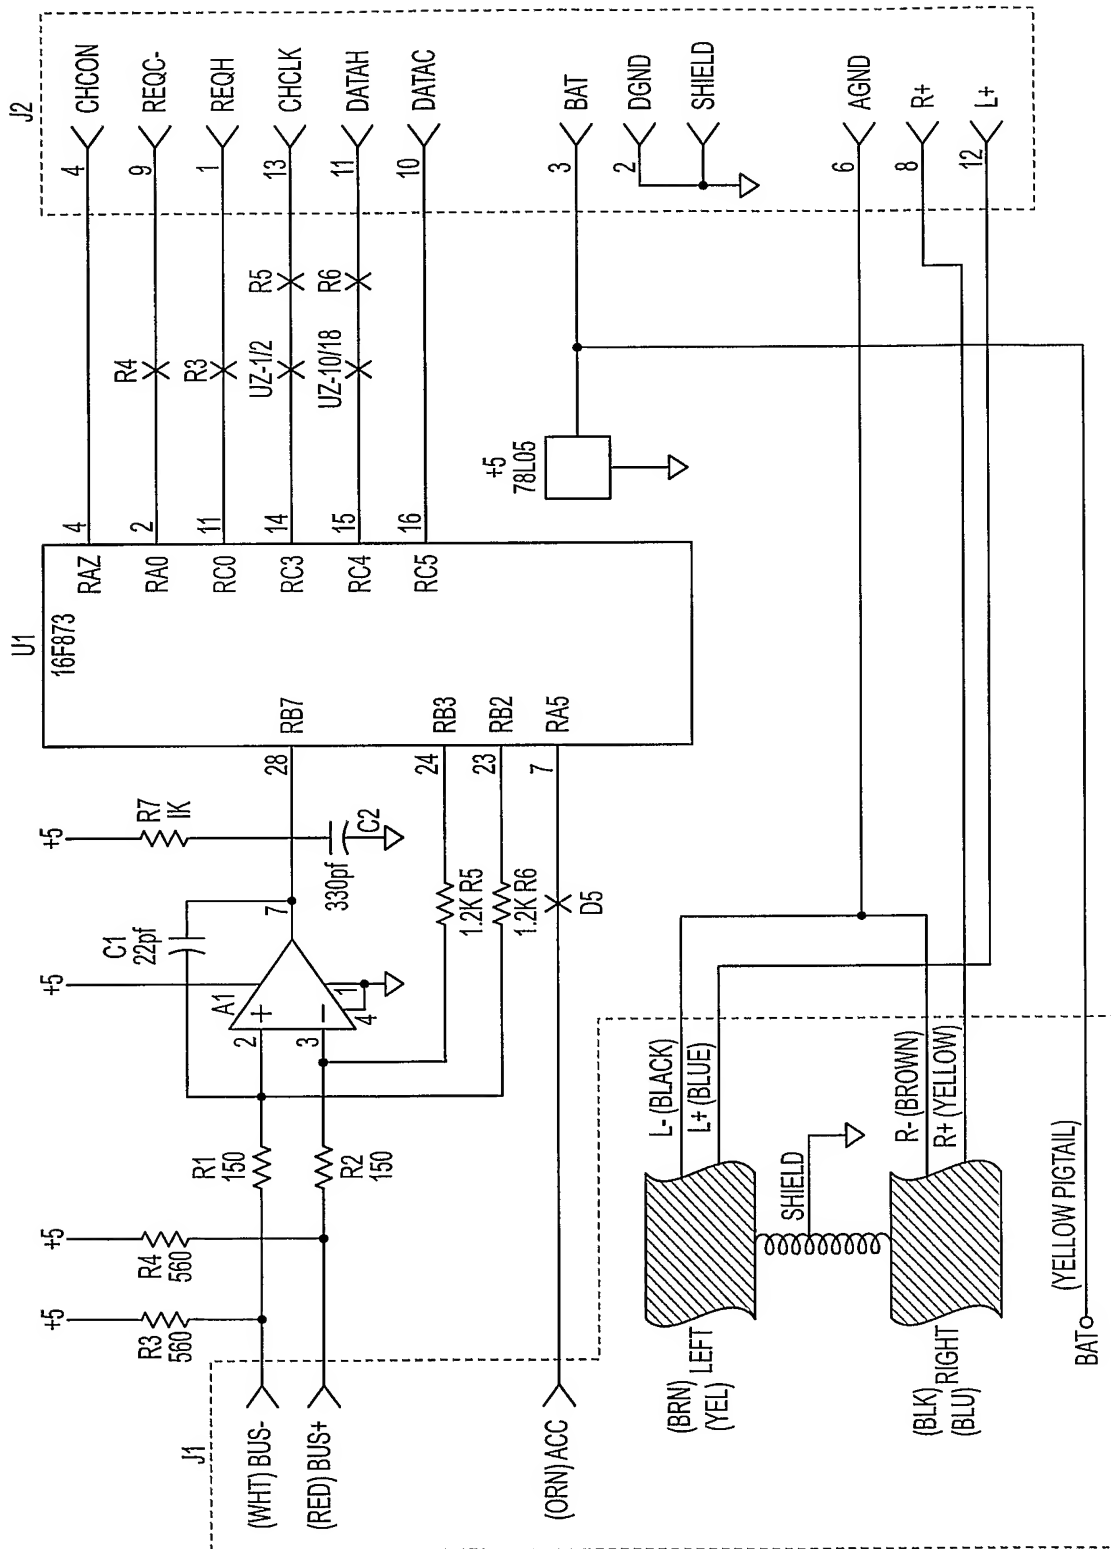 J2
4 CHCON
9 REQC-
1 REQH
13 CHCLK
11 DATAH
10 DATAC
3 BAT
2 DGND
SHIELD
6 AGND
8 R+
12 L+
R5
R6
R4
R3
UZ-1/2
UZ-10/18
+5
78L05
U1
16F873
4 RAZ
2 RA0
11 RC0
14 RC3
15 RC4
16 RC5
RB7 28
RB3 24
RB2 23
RA5 7
+5
R7
IK
330pf
C2
C1
22pf
+5
A1
+
−
2
3
7
1
4
1.2K R5
1.2K R6
D5
R1
150
R2
150
+5
R4
560
+5
R3
560
J1
(WHT) BUS-
(RED) BUS+
(ORN) ACC
L- (BLACK)
L+ (BLUE)
R- (BROWN)
R+ (YELLOW)
SHIELD
(BRN)
(YEL)
LEFT
(BLK)
(BLU)
RIGHT
BAT
(YELLOW PIGTAIL)